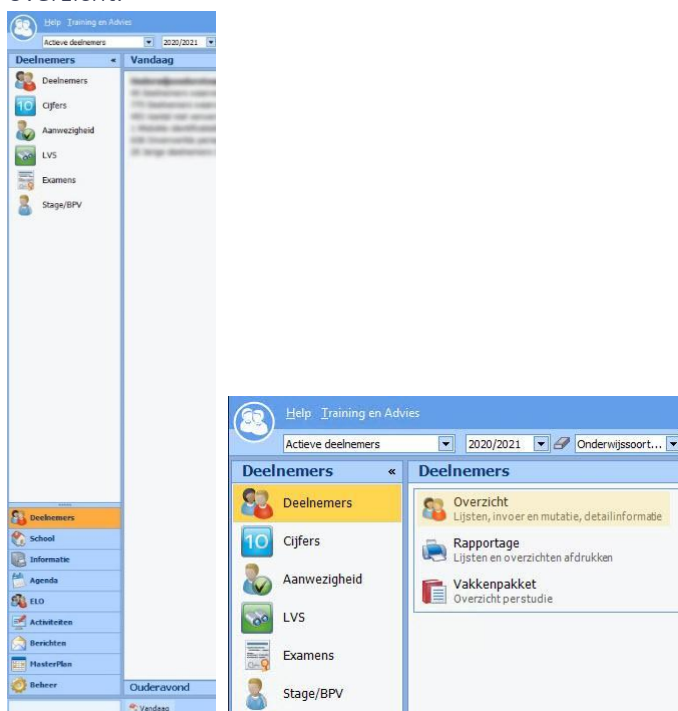 Help Training en Advies
Actieve deelnemers 2020/2021
Deelnemers « Vandaag
Deelnemers
Cijfers
Aanwezigheid
LVS
Examens
Stage/BPV
Deelnemers
School
Informatie
Agenda
ELO
Activiteiten
Berichten
MasterPlan
Beheer
Ouderavond
Vandaag
Help Training en Advies
Actieve deelnemers 2020/2021 Onderwijssoort...
Deelnemers « Deelnemers
Deelnemers
Cijfers
Aanwezigheid
LVS
Examens
Stage/BPV
Overzicht
Lijsten, invoer en mutatie, detailinformatie
Rapportage
Lijsten en overzichten afdrukken
Vakkenpakket
Overzicht per studie